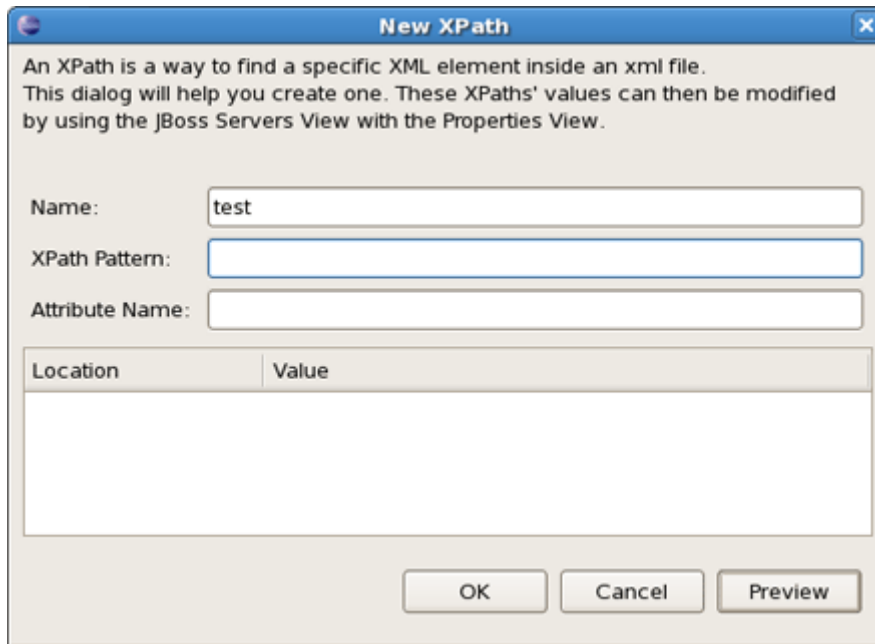 New XPath
An XPath is a way to find a specific XML element inside an xml file.
This dialog will help you create one. These XPaths' values can then be modified
by using the JBoss Servers View with the Properties View.
Name: test
XPath Pattern:
Attribute Name:
Location Value
OK Cancel Preview